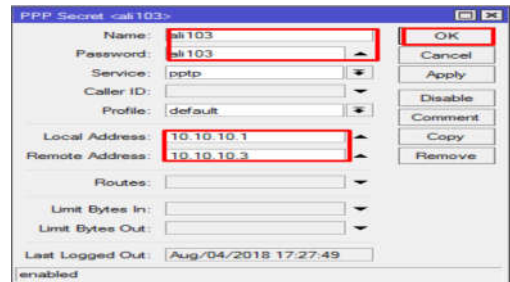 PPP Secret <ali103>
Name: ali103
Password: ali103
Service: pptp
Caller ID:
Profile: default
Local Address: 10.10.10.1
Remote Address: 10.10.10.3
Routes:
Limit Bytes In:
Limit Bytes Out:
Last Logged Out: Aug/04/2018 17:27:49
enabled
OK
Cancel
Apply
Disable
Comment
Copy
Remove